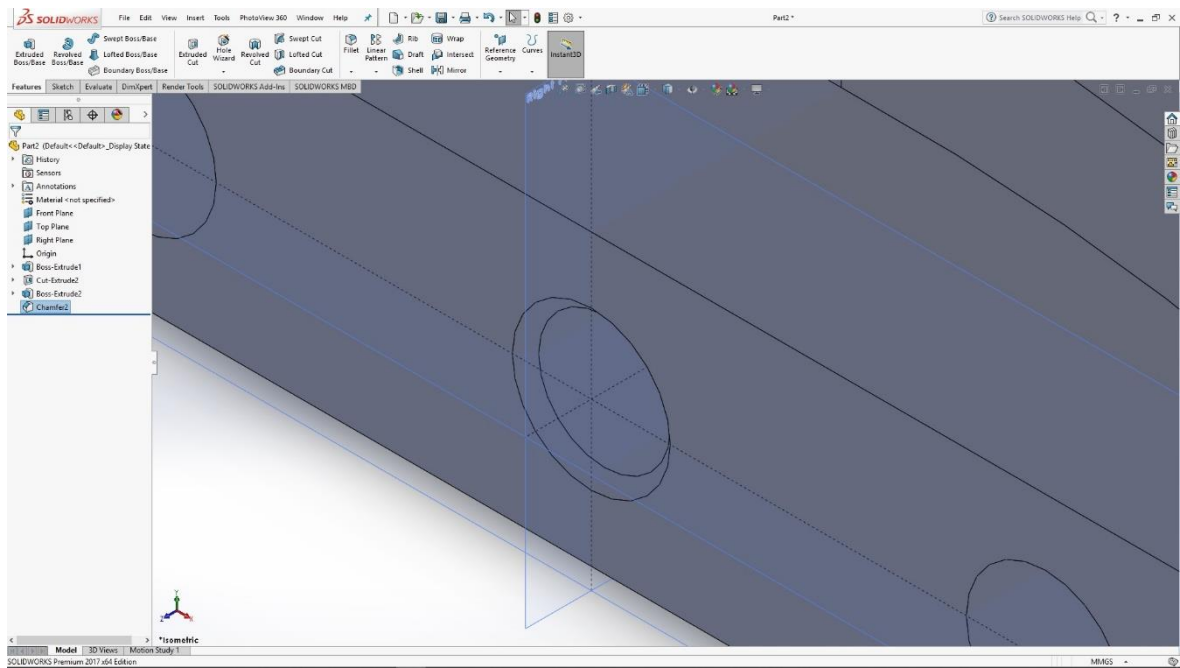 SOLIDWORKS File Edit View Insert Tools PhotoView 360 Window Help Part2 * Search SOLIDWORKS Help
Extruded Boss/Base
Revolved Boss/Base
Swept Boss/Base
Lofted Boss/Base
Boundary Boss/Base
Extruded Cut
Hole Wizard
Revolved Cut
Swept Cut
Lofted Cut
Boundary Cut
Fillet
Linear Pattern
Rib
Draft
Shell
Wrap
Intersect
Mirror
Reference Geometry
Curves
Instant3D
Features Sketch Evaluate DimXpert Render Tools SOLIDWORKS Add-Ins SOLIDWORKS MBD
Right
Part2 (Default<<Default>_Display State
History
Sensors
Annotations
Material <not specified>
Front Plane
Top Plane
Right Plane
Origin
Boss-Extrude1
Cut-Extrude2
Boss-Extrude2
Chamfer2
*Isometric
Model 3D Views Motion Study 1
SOLIDWORKS Premium 2017 x64 Edition MMGS